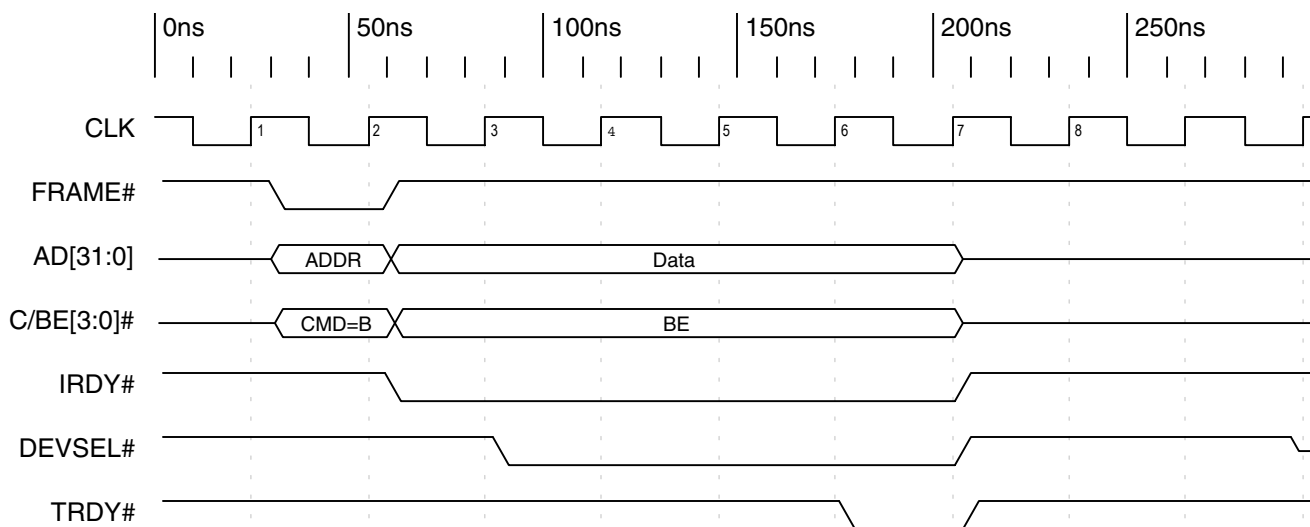 0ns 50ns 100ns 150ns 200ns 250ns
CLK 1 2 3 4 5 6 7 8
FRAME#
AD[31:0] ADDR Data
C/BE[3:0]# CMD=B BE
IRDY#
DEVSEL#
TRDY#